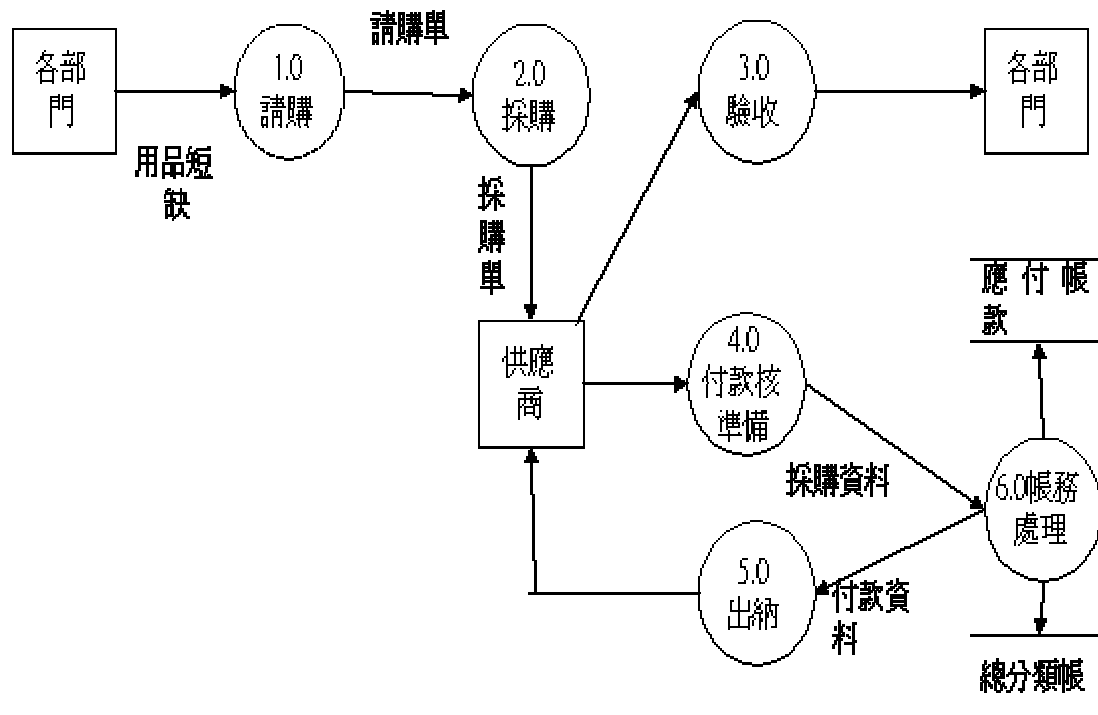 各部
門
用品短
缺
1.0
請購
請購單
2.0
採購
採
購
單
3.0
驗收
各部
門
供應
商
4.0
付款核
準備
採購資料
5.0
出納
付款資
料
6.0帳務
處理
應付帳
款
總分類帳